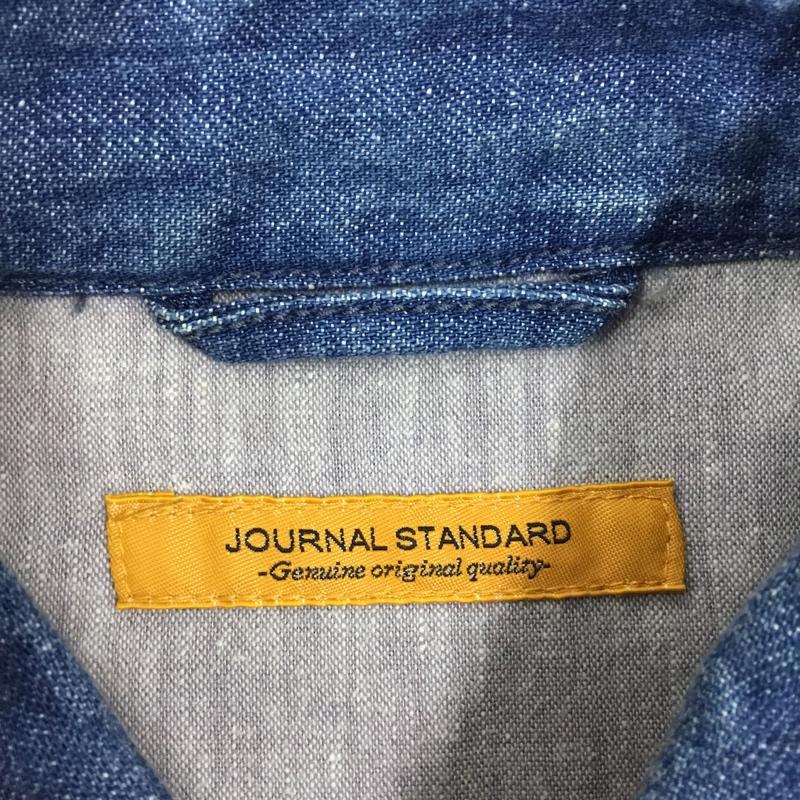 JOURNAL STANDARD
-Genuine original quality-